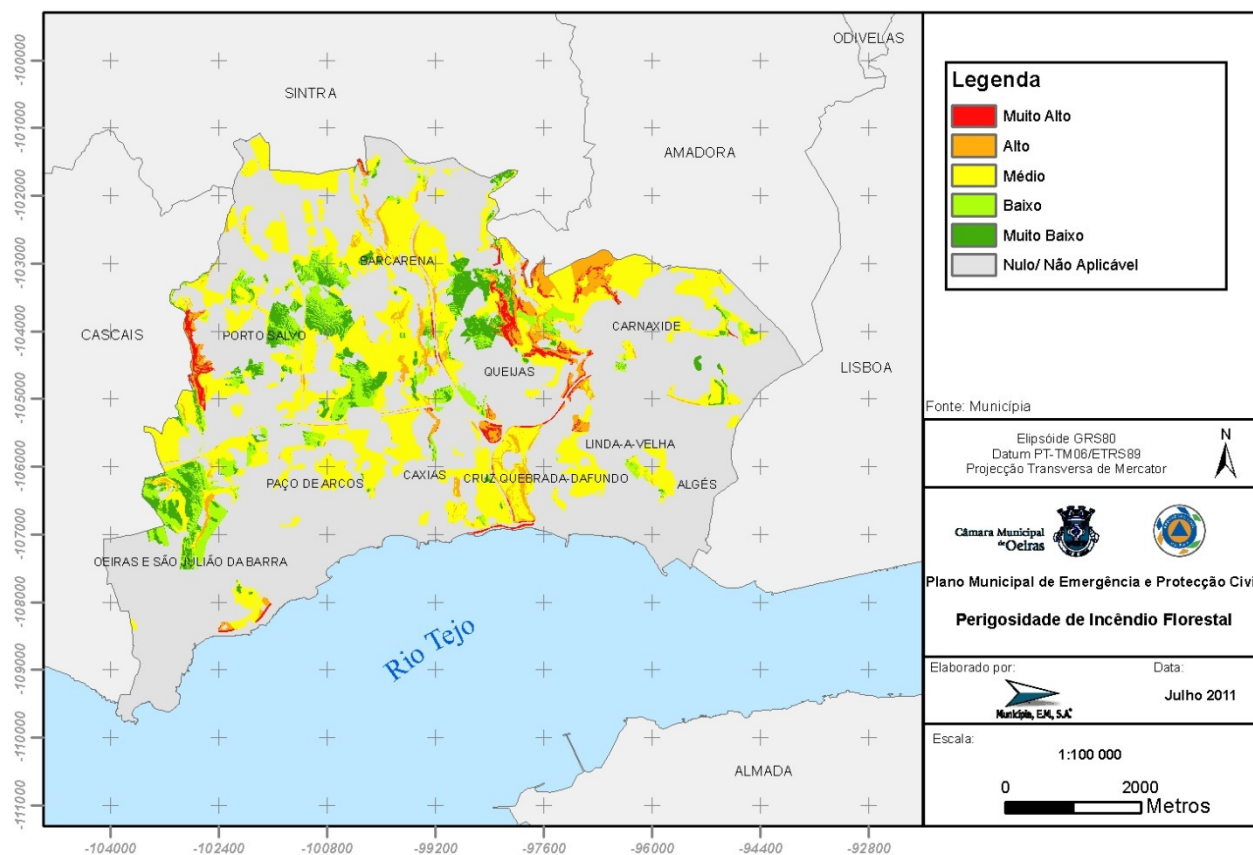 ODIVELAS
SINTRA
AMADORA
BARCARENA
CASCAIS
PORTO SALVO
CARNAXIDE
QUEIJAS
LISBOA
LINDA-A-VELHA
PAÇO DE ARCOS
CAXIAS
CRUZ QUEBRADA-DAFUNDO
ALGÉS
OEIRAS E SÃO JULIÃO DA BARRA
Rio Tejo
ALMADA
-100000
-101000
-102000
-103000
-104000
-105000
-106000
-107000
-108000
-109000
-110000
-111000
-104000
-102400
-100800
-99200
-97600
-96000
-94400
-92800
Legenda
Muito Alto
Alto
Médio
Baixo
Muito Baixo
Nulo/ Não Aplicável
Fonte: Municípia
Elipsóide GRS80
Datum PT-TM06/ETRS89
Projecção Transversa de Mercator
N
Câmara Municipal
de Oeiras
Plano Municipal de Emergência e Protecção Civi
Perigosidade de Incêndio Florestal
Elaborado por:
Municípia, E.M, S.A.
Data:
Julho 2011
Escala:
1:100 000
0
2000
Metros